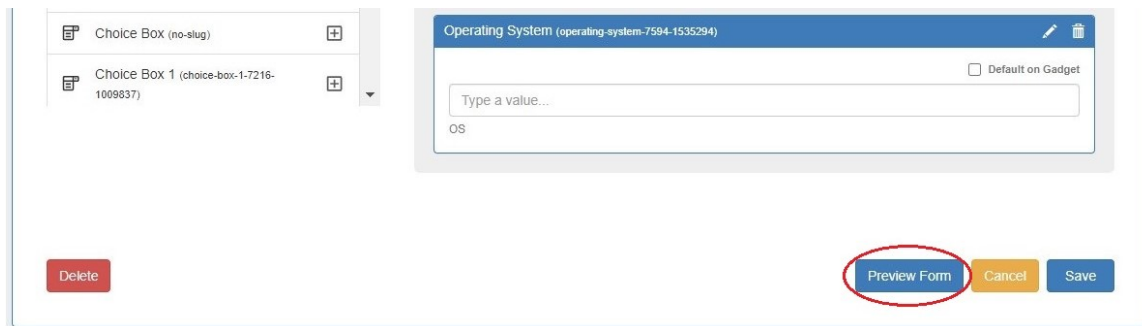 Choice Box (no-slug)
Choice Box 1 (choice-box-1-7216-
1009837)
Operating System (operating-system-7594-1535294)
Default on Gadget
Type a value...
OS
Delete
Preview Form
Cancel
Save